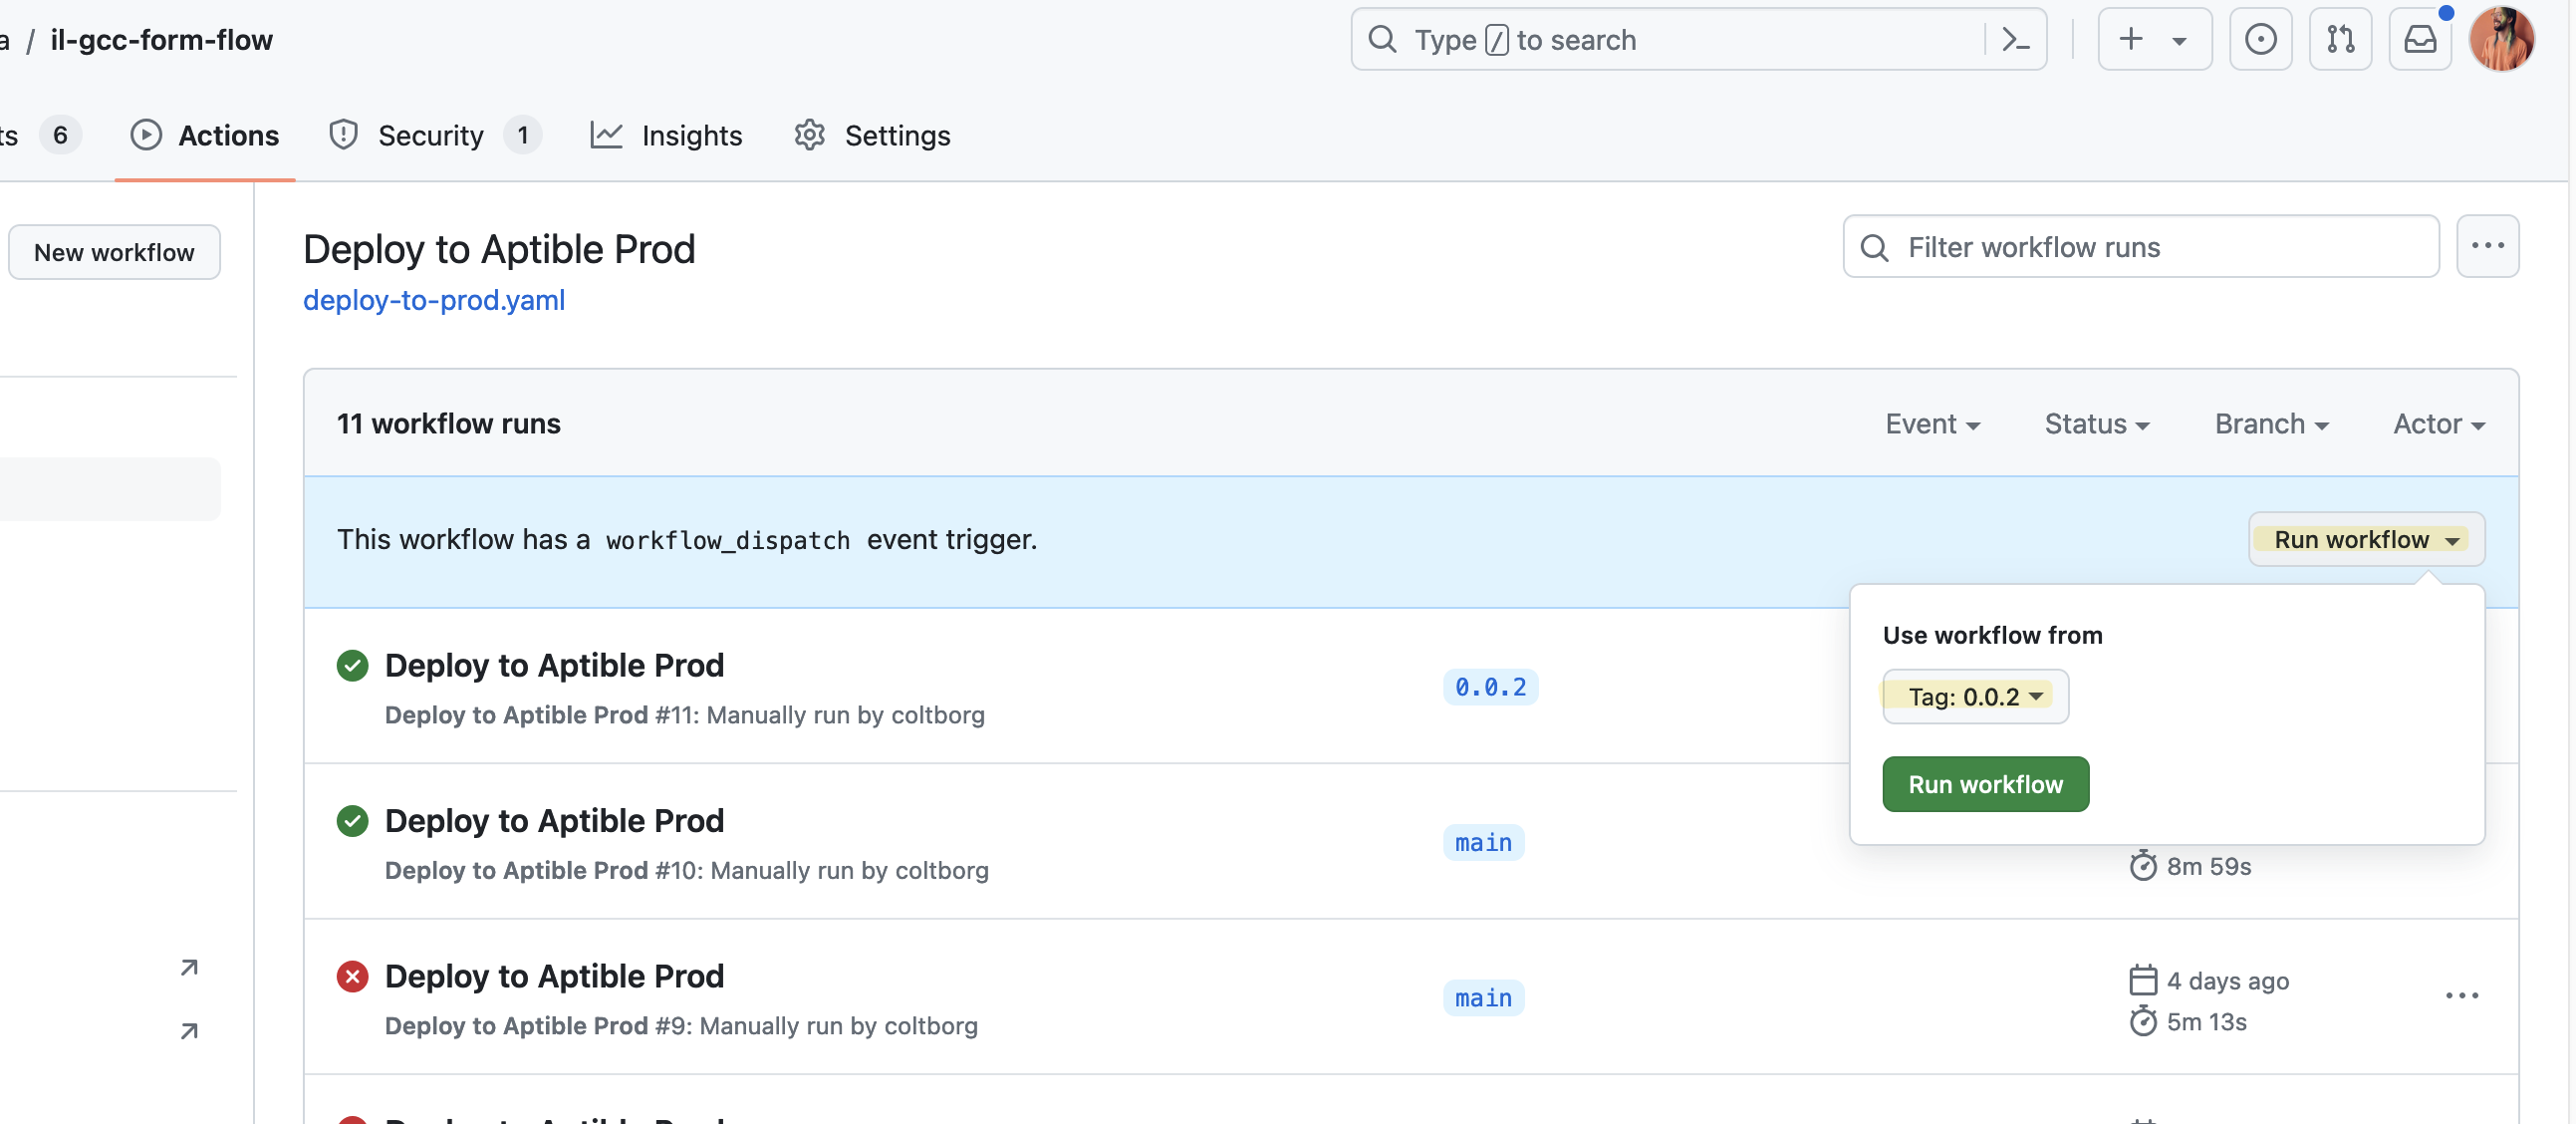 a / il-gcc-form-flow
Type / to search
ts 6
Actions
Security 1
Insights
Settings
New workflow
Deploy to Aptible Prod
deploy-to-prod.yaml
Filter workflow runs
11 workflow runs
Event
Status
Branch
Actor
This workflow has a workflow_dispatch event trigger.
Run workflow
Use workflow from
Tag: 0.0.2
Run workflow
Deploy to Aptible Prod
Deploy to Aptible Prod #11: Manually run by coltborg
0.0.2
Deploy to Aptible Prod
Deploy to Aptible Prod #10: Manually run by coltborg
main
8m 59s
Deploy to Aptible Prod
Deploy to Aptible Prod #9: Manually run by coltborg
main
4 days ago
5m 13s
Deploy to Aptible Prod